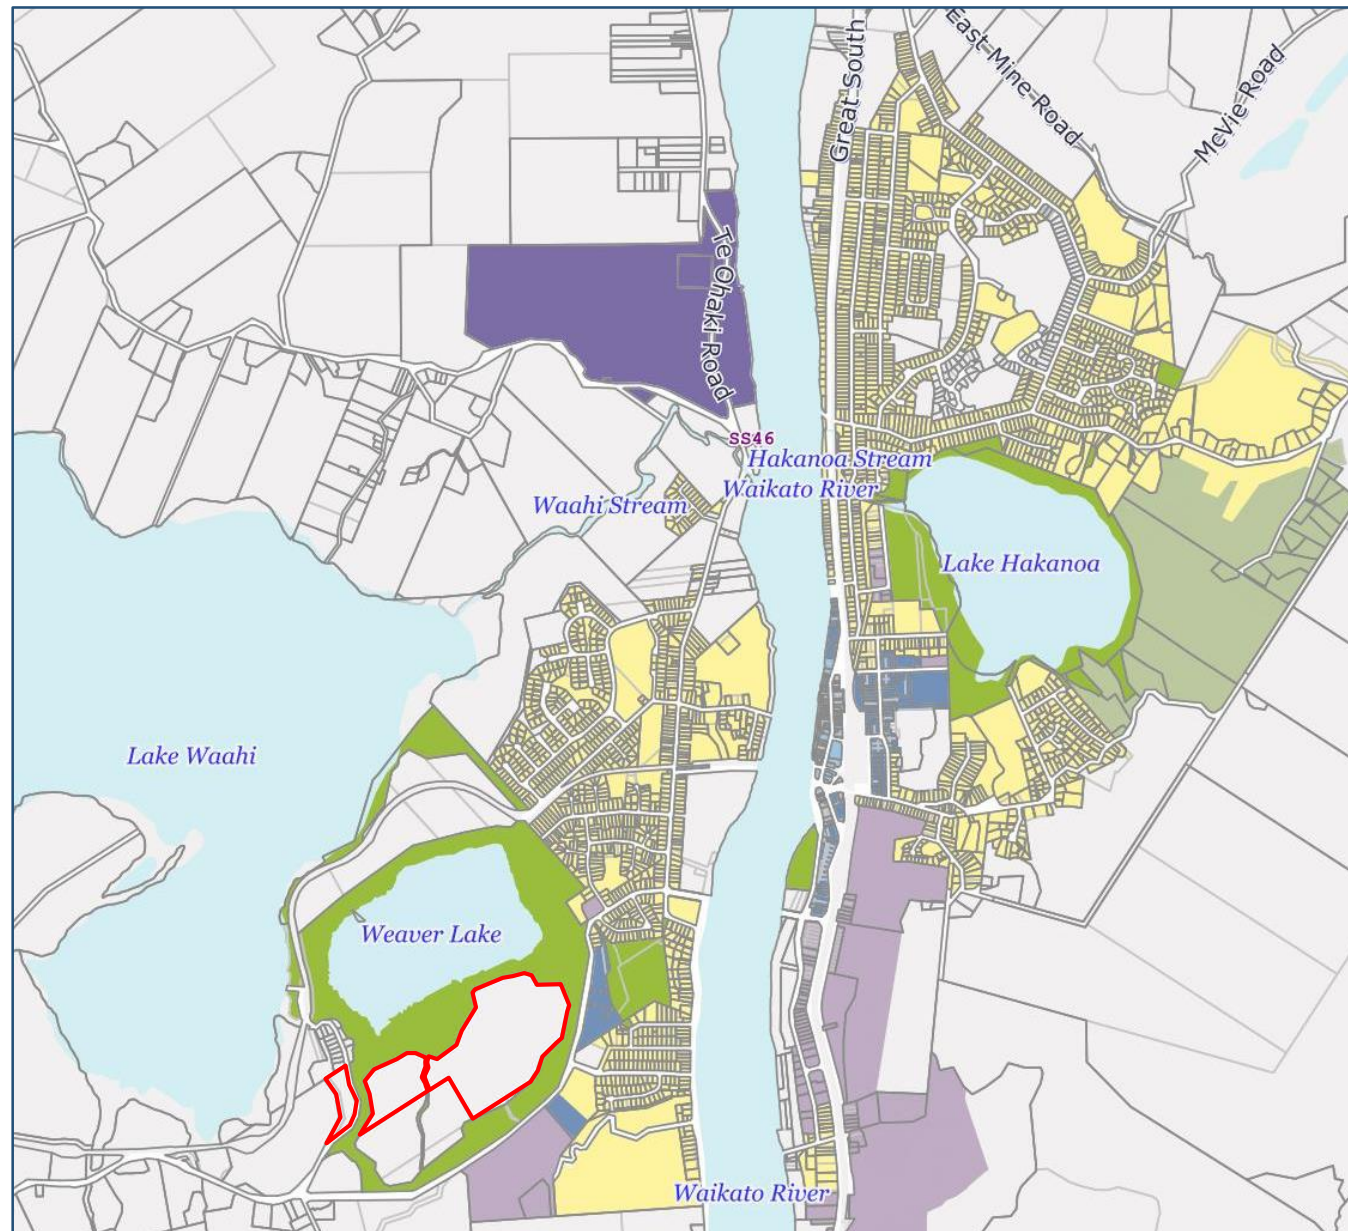 East Mine Road
Great South
McVie Road
Te Ohaki Road
SS46
Hakanoa Stream
Waikato River
Waahi Stream
Lake Hakanoa
Lake Waahi
Weaver Lake
Waikato River